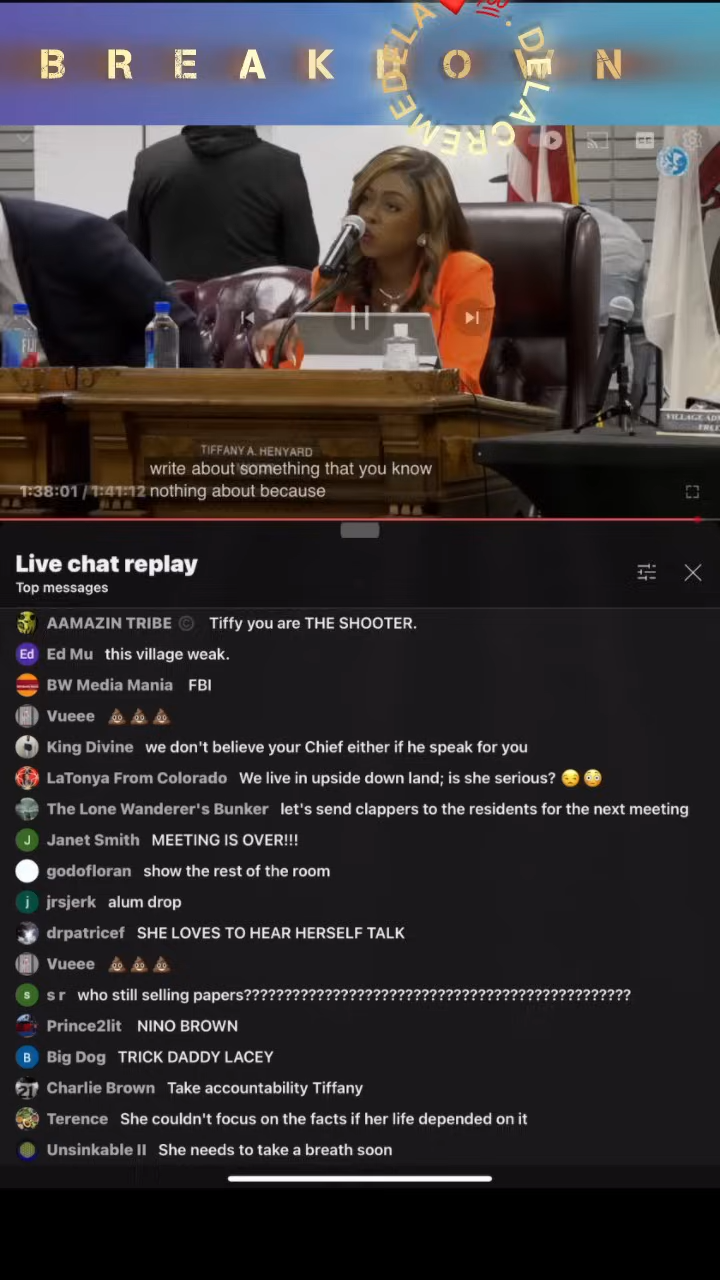 B R E A K D O W N
DELACREMEDELA ❤️ 💯 . DELACREME
FIJI
TIFFANY A. HENYARD
VILLAGE AD
write about something that you know
1:38:01 / 1:41:12 nothing about because
Live chat replay
Top messages
AAMAZIN TRIBE © Tiffy you are THE SHOOTER.
Ed Ed Mu this village weak.
BW Media Mania FBI
Vueee 💩 💩 💩
King Divine we don't believe your Chief either if he speak for you
LaTonya From Colorado We live in upside down land; is she serious? 😒 😳
The Lone Wanderer's Bunker let's send clappers to the residents for the next meeting
J Janet Smith MEETING IS OVER!!!
godofloran show the rest of the room
j jrsjerk alum drop
drpatricef SHE LOVES TO HEAR HERSELF TALK
Vueee 💩 💩 💩
s s r who still selling papers????????????????????????????????????????????????
Prince2lit NINO BROWN
B Big Dog TRICK DADDY LACEY
21 Charlie Brown Take accountability Tiffany
Terence She couldn't focus on the facts if her life depended on it
Unsinkable II She needs to take a breath soon